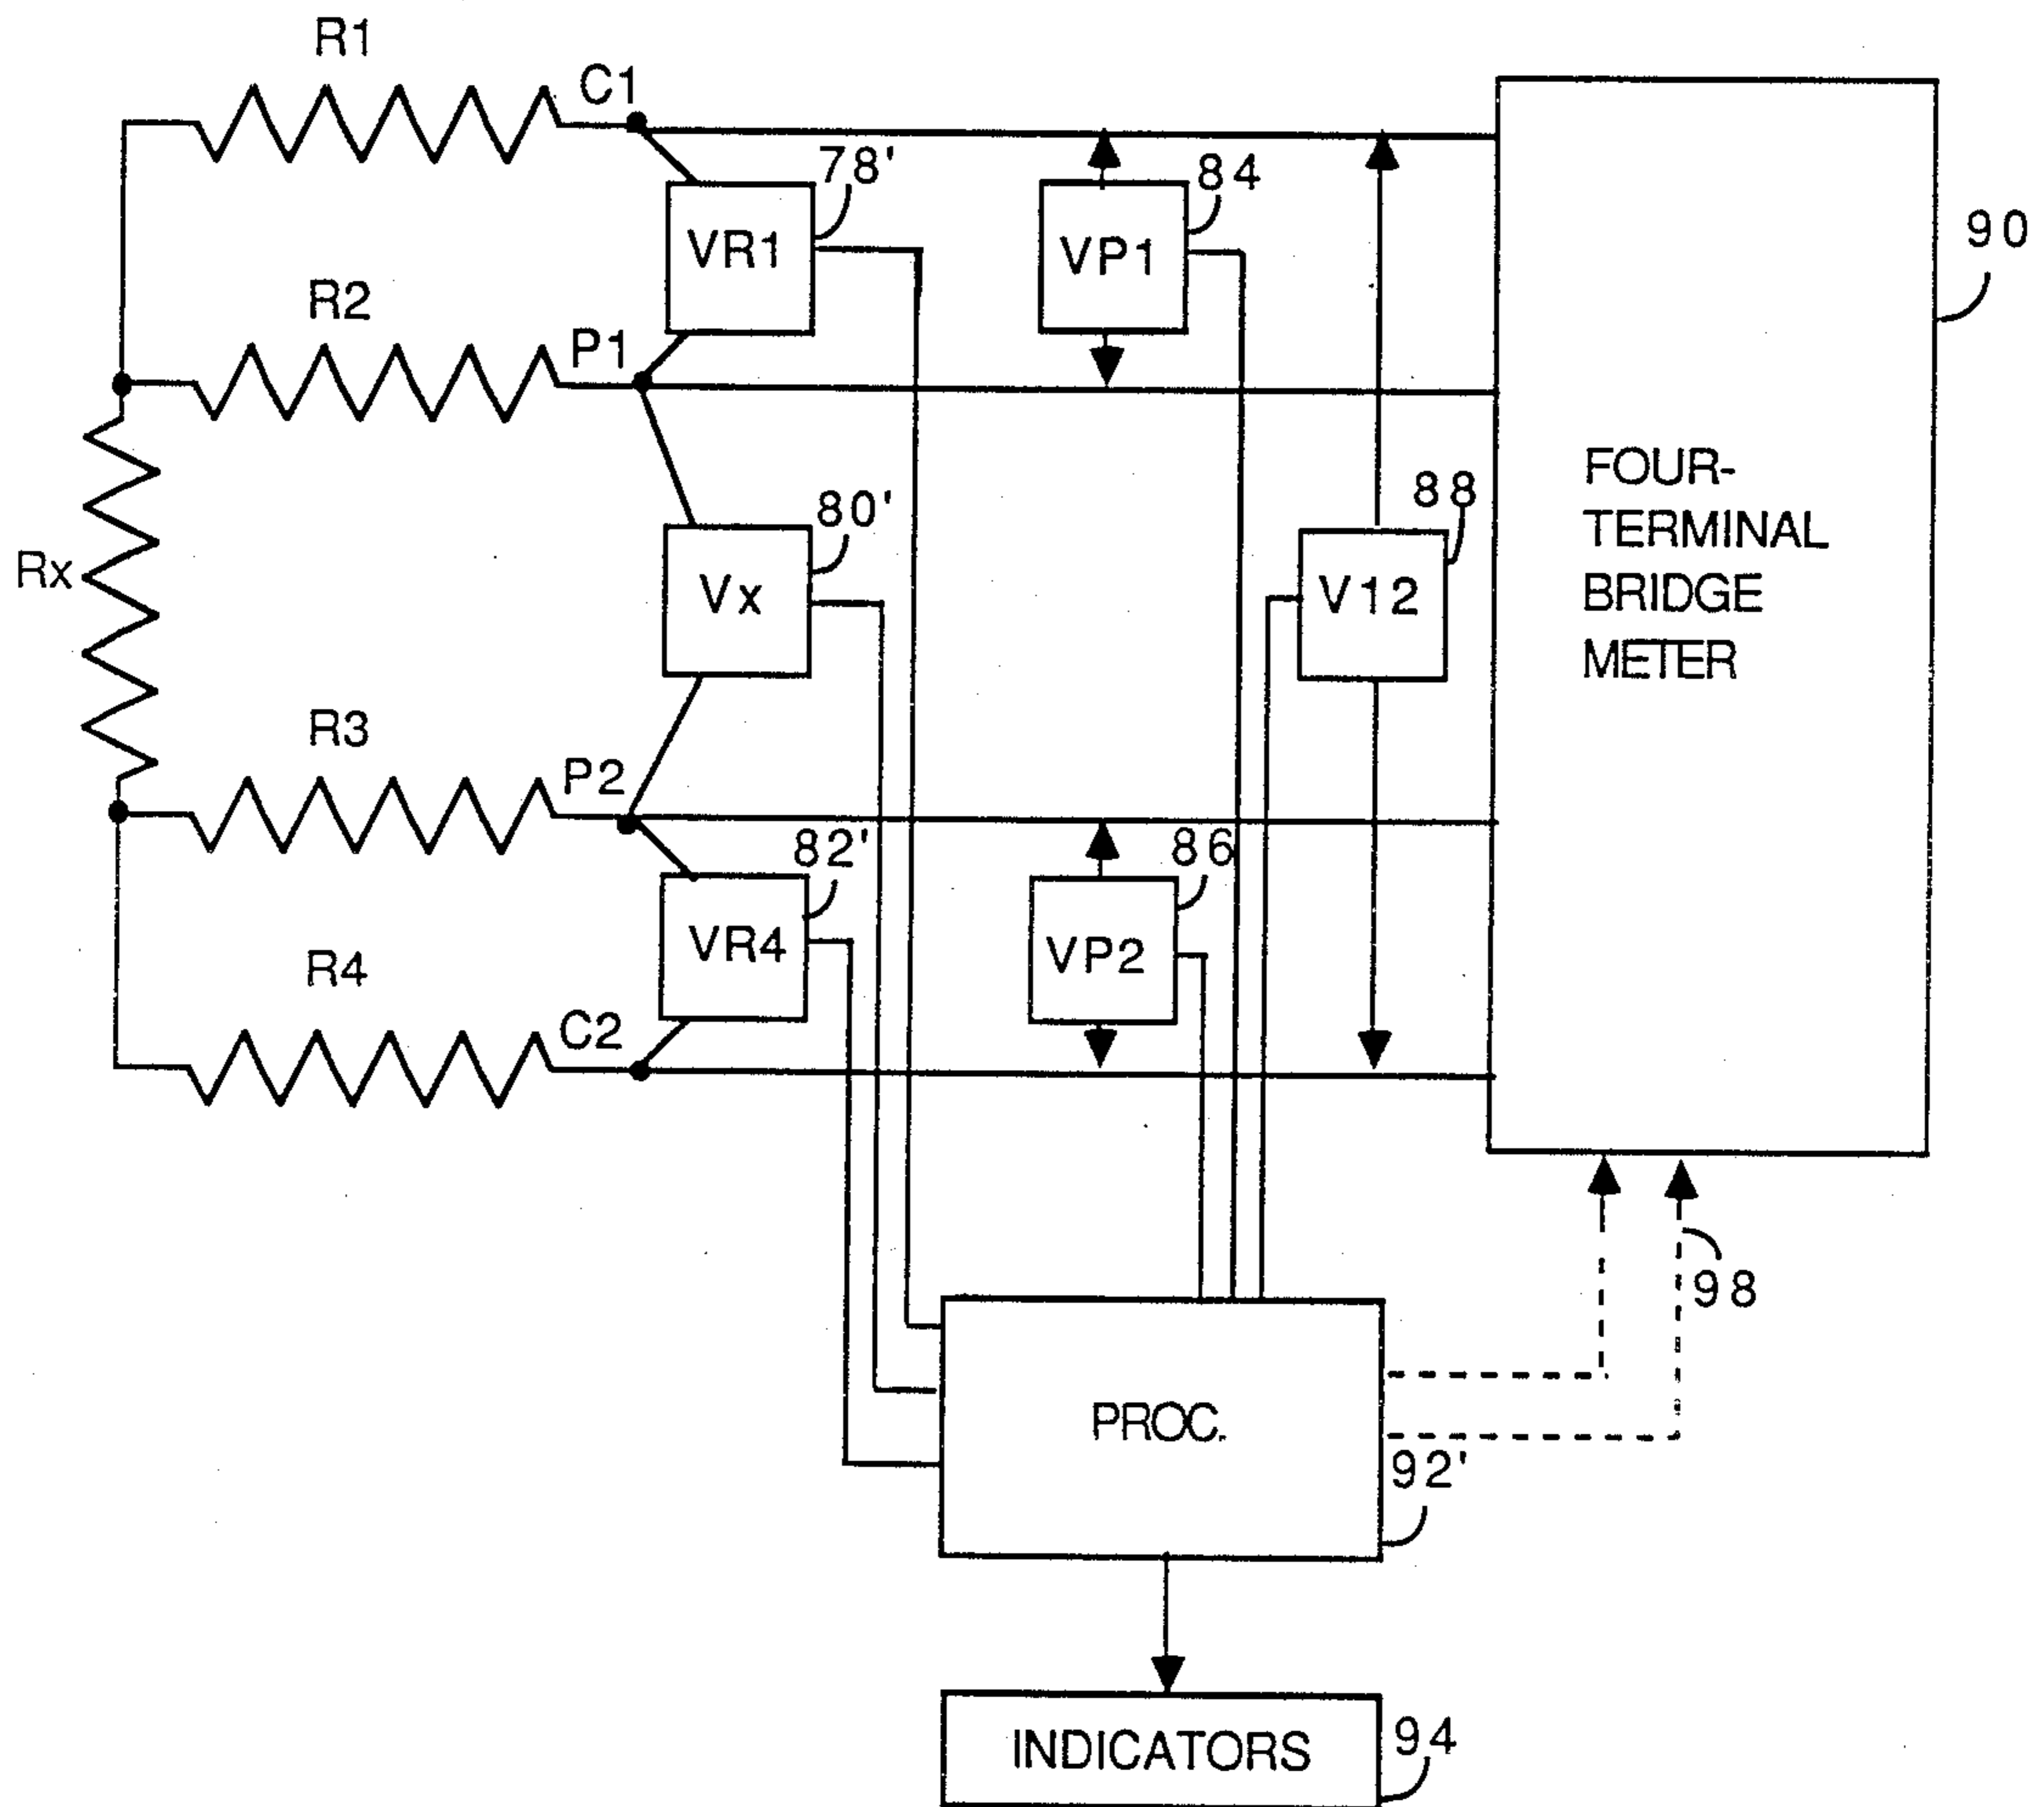 R1
C1
78'
84
VR1
VP1
90
R2
P1
FOUR-
TERMINAL
BRIDGE
METER
88
80'
Rx
Vx
V12
R3
P2
82'
86
VR4
VP2
R4
C2
98
PROC.
92'
INDICATORS
94